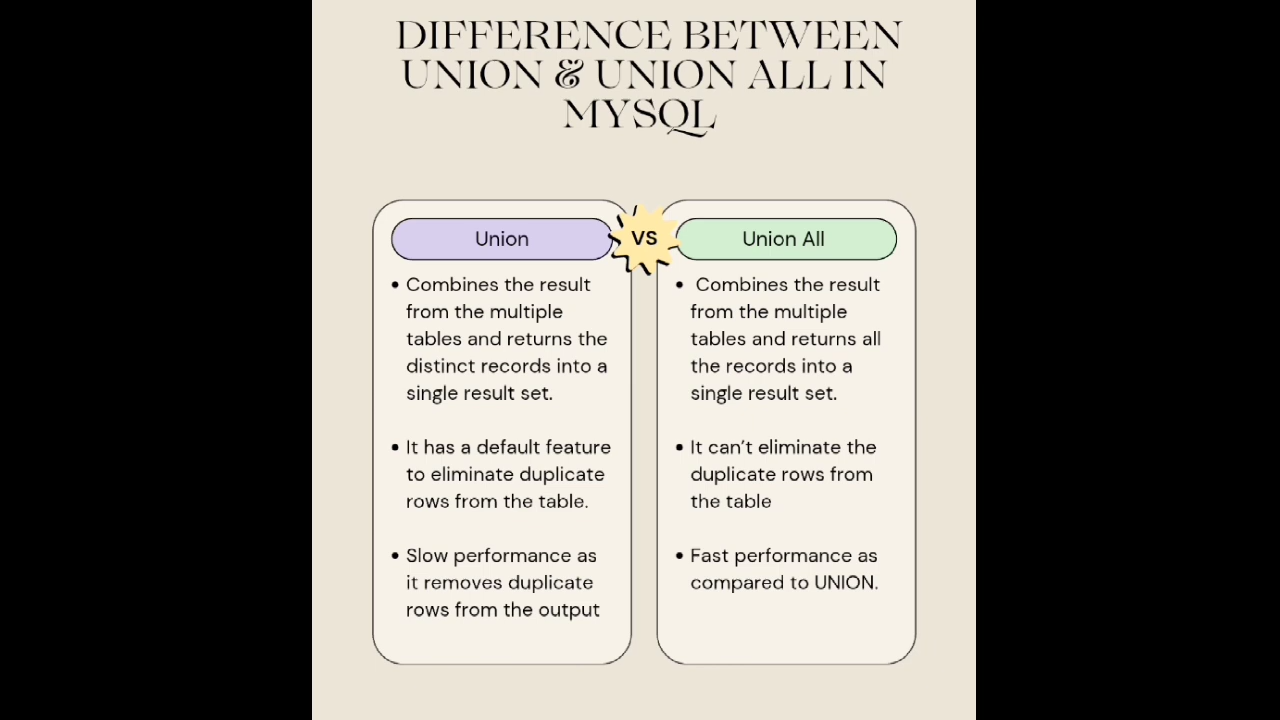 DIFFERENCE BETWEEN
UNION & UNION ALL IN
MYSQL
Union
VS
Union All
• Combines the result
from the multiple
tables and returns the
distinct records into a
single result set.
• It has a default feature
to eliminate duplicate
rows from the table.
• Slow performance as
it removes duplicate
rows from the output
• Combines the result
from the multiple
tables and returns all
the records into a
single result set.
• It can’t eliminate the
duplicate rows from
the table
• Fast performance as
compared to UNION.